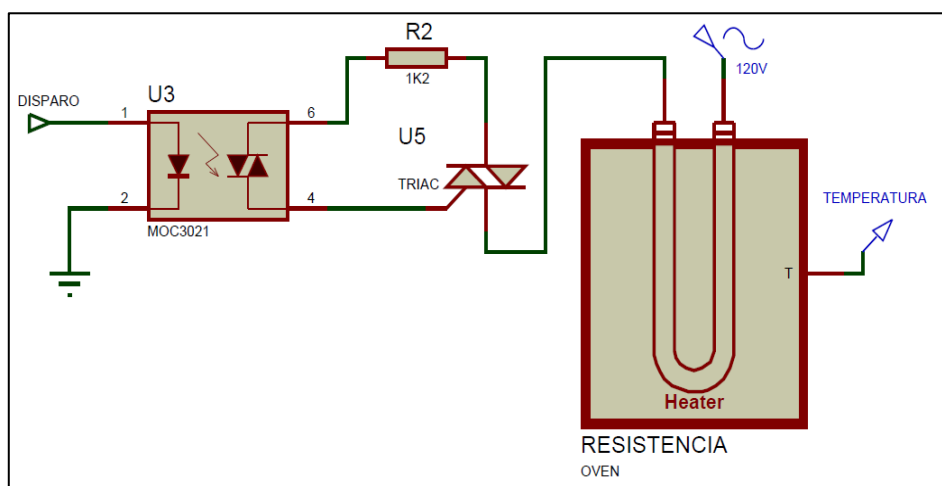 R2
1K2
120V
U3
DISPARO
1
6
U5
TRIAC
2
4
MOC3021
TEMPERATURA
T
Heater
RESISTENCIA
OVEN